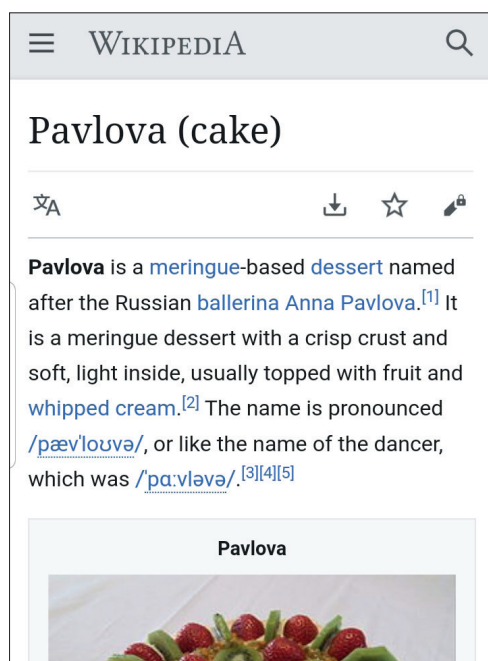 WIKIPEDIA
Pavlova (cake)
Pavlova is a meringue-based dessert named
after the Russian ballerina Anna Pavlova.[1] It
is a meringue dessert with a crisp crust and
soft, light inside, usually topped with fruit and
whipped cream.[2] The name is pronounced
/pævˈloʊvə/, or like the name of the dancer,
which was /ˈpɑːvləvə/.[3][4][5]
Pavlova